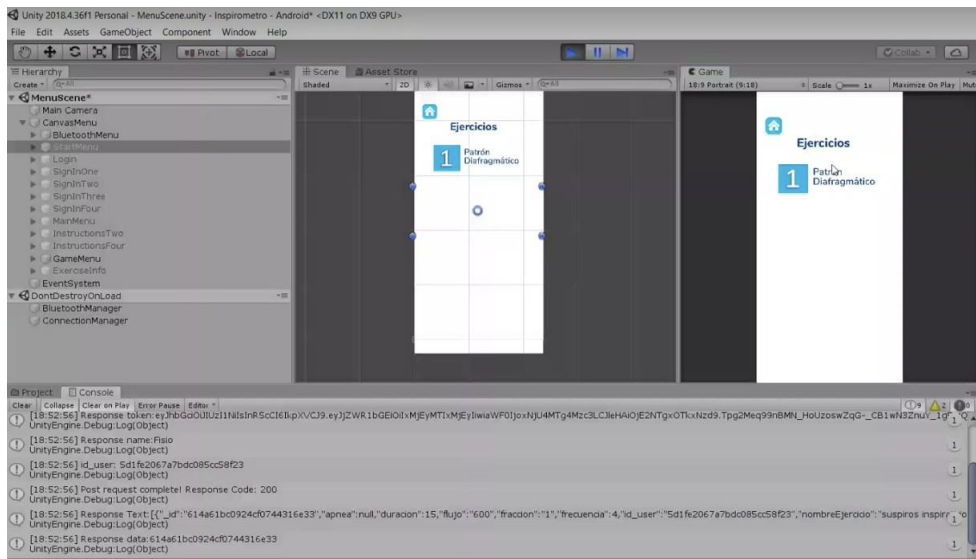 Unity 2018.4.36f1 Personal - MenuScene.unity - Inspirometro - Android* <DX11 on DX9 GPU>
File Edit Assets GameObject Component Window Help
Pivot Local Collab
Hierarchy Scene Asset Store Game
Create Shaded 2D Gizmos 18:9 Portrait (9:18) Scale 1x Maximize On Play
MenuScene*
Main Camera
CanvasMenu
BluetoothMenu
StartMenu
Login
SignInOne
SignInTwo
SignInThree
SignInFour
MainMenu
InstructionsTwo
InstructionsFour
GameMenu
ExerciseInfo
EventSystem
DontDestroyOnLoad
BluetoothManager
ConnectionManager
Ejercicios
1 Patrón
Diafragmático
Ejercicios
1 Patrón
Diafragmático
Project Console
Clear Collapse Clear on Play Error Pause Editor
[18:52:56] Response
UnityEngine.Debug:Log(Object)
1
[18:52:56] Response name:Fisio
UnityEngine.Debug:Log(Object)
1
[18:52:56] id_user: 5d1fe2067a7bdc085cc58f23
UnityEngine.Debug:Log(Object)
1
[18:52:56] Post request complete! Response Code: 200
UnityEngine.Debug:Log(Object)
1
[18:52:56] Response Text:[{"_id":"614a61bc0924cf0744316e33","apnea":null,"duracion":15,"flujo":"600","fraccion":"1","frecuencia":4,"id_user":"5d1fe2067a7bdc085cc58f23","nombreEjercicio":"suspiros
UnityEngine.Debug:Log(Object)
1
[18:52:56] Response data:614a61bc0924cf0744316e33
UnityEngine.Debug:Log(Object)
1